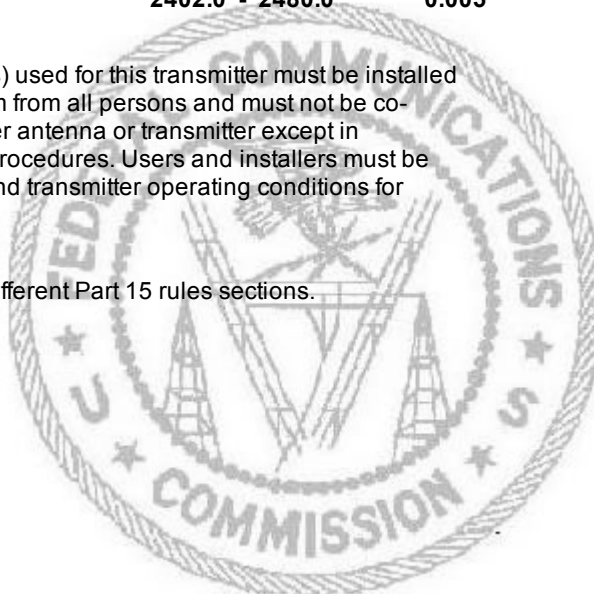 2402.0 - 2480.0 0.005
) used for this transmitter must be installed
from all persons and must not be co-
antenna or transmitter except in
rocedures. Users and installers must be
nd transmitter operating conditions for
fferent Part 15 rules sections.
FEDERAL COMMUNICATIONS
U S
COMMISSION